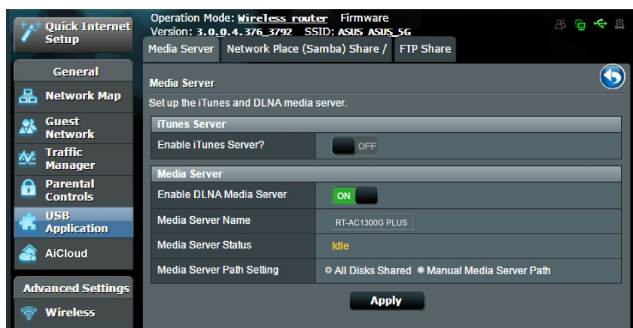 Quick Internet Setup
Operation Mode: Wireless router Firmware
Version: 3.0.0.4.376_3792 SSID: ASUS ASUS_5G
Media Server Network Place (Samba) Share / FTP Share
General
Network Map
Guest Network
Traffic Manager
Parental Controls
USB Application
AiCloud
Advanced Settings
Wireless
Media Server
Set up the iTunes and DLNA media server.
iTunes Server
Enable iTunes Server? OFF
Media Server
Enable DLNA Media Server ON
Media Server Name RT-AC1300G PLUS
Media Server Status Idle
Media Server Path Setting All Disks Shared Manual Media Server Path
Apply